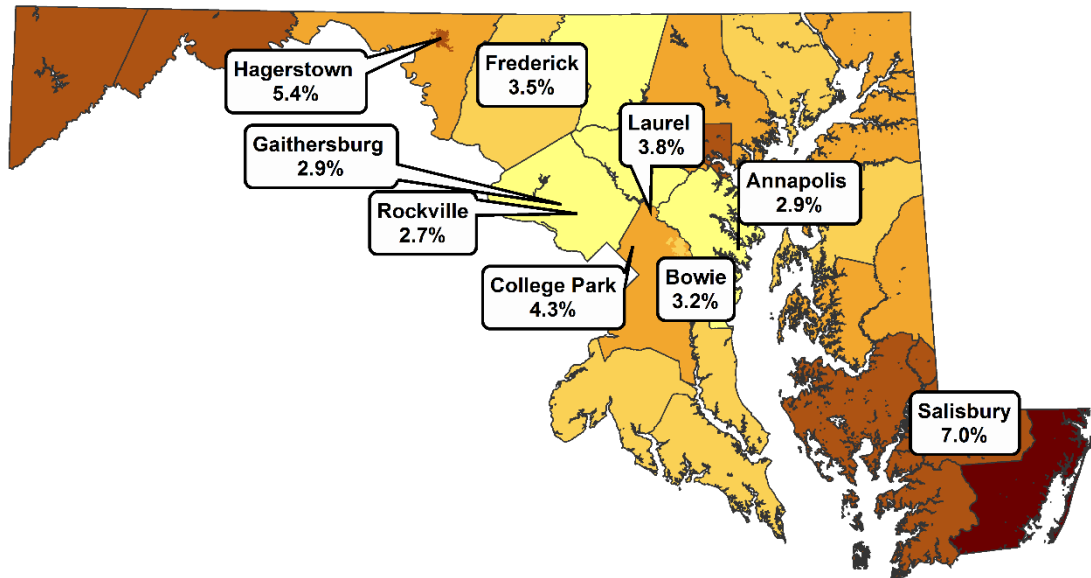 Hagerstown
5.4%
Frederick
3.5%
Gaithersburg
2.9%
Laurel
3.8%
Annapolis
2.9%
Rockville
2.7%
College Park
4.3%
Bowie
3.2%
Salisbury
7.0%